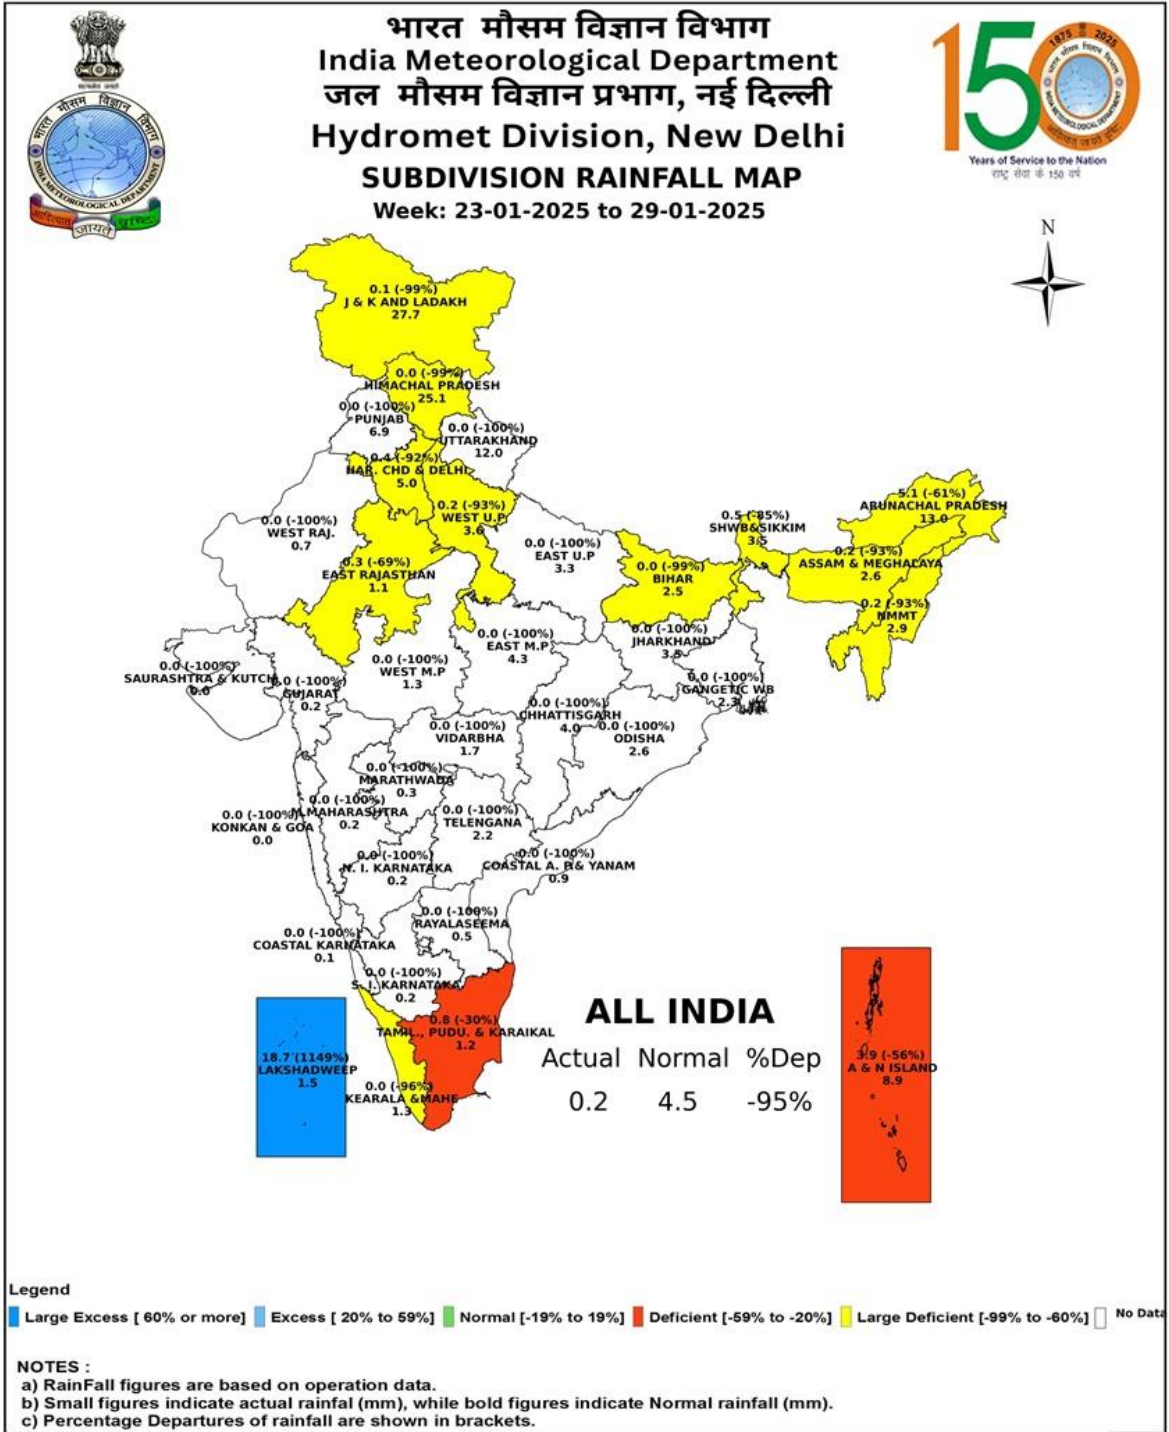 भारत मौसम विज्ञान विभाग
India Meteorological Department
जल मौसम विज्ञान प्रभाग, नई दिल्ली
Hydromet Division, New Delhi
SUBDIVISION RAINFALL MAP
Week: 23-01-2025 to 29-01-2025
भारत मौसम विज्ञान विभाग
INDIA METEOROLOGICAL DEPARTMENT
आदित्यात् जायते वृष्टि:
150
1875 2025
Years of Service to the Nation
राष्ट्र सेवा के 150 वर्ष
N
0.1 (-99%)
J & K AND LADAKH
27.7
0.0 (-99%)
HIMACHAL PRADESH
25.1
0.0 (-100%)
PUNJAB
6.9
0.0 (-100%)
UTTARAKHAND
12.0
0.4 (-92%)
HAR. CHD & DELHI
5.0
0.2 (-93%)
WEST U.P
3.6
0.0 (-100%)
WEST RAJ.
0.7
0.3 (-69%)
EAST RAJASTHAN
1.1
0.0 (-100%)
EAST U.P
3.3
0.0 (-99%)
BIHAR
2.5
0.5 (-85%)
SHWB&SIKKIM
3.5
5.1 (-61%)
ARUNACHAL PRADESH
13.0
0.2 (-93%)
ASSAM & MEGHALAYA
2.6
0.2 (-93%)
NMMT
2.9
0.0 (-100%)
JHARKHAND
3.5
0.0 (-100%)
EAST M.P
4.3
0.0 (-100%)
WEST M.P
1.3
0.0 (-100%)
SAURASHTRA & KUTCH
0.0
0.0 (-100%)
GUJARAT
0.2
0.0 (-100%)
GANGETIC WB
2.3
0.0 (-100%)
CHHATTISGARH
4.0
0.0 (-100%)
ODISHA
2.6
0.0 (-100%)
VIDARBHA
1.7
0.0 (-100%)
MARATHWADA
0.3
0.0 (-100%)
M.MAHARASHTRA
0.2
0.0 (-100%)
KONKAN & GOA
0.0
0.0 (-100%)
TELENGANA
2.2
0.0 (-100%)
COASTAL A. P.& YANAM
0.9
0.0 (-100%)
N. I. KARNATAKA
0.2
0.0 (-100%)
RAYALASEEMA
0.5
0.0 (-100%)
COASTAL KARNATAKA
0.1
0.0 (-100%)
S. I. KARNATAKA
0.2
0.8 (-30%)
TAMIL., PUDU. & KARAIKAL
1.2
0.0 (-96%)
KEARALA &MAHE
1.3
18.7 (1149%)
LAKSHADWEEP
1.5
3.9 (-56%)
A & N ISLAND
8.9
ALL INDIA
Actual Normal %Dep
0.2 4.5 -95%
Legend
Large Excess [ 60% or more] Excess [ 20% to 59%] Normal [-19% to 19%] Deficient [-59% to -20%] Large Deficient [-99% to -60%] No Data
NOTES :
a) RainFall figures are based on operation data.
b) Small figures indicate actual rainfal (mm), while bold figures indicate Normal rainfall (mm).
c) Percentage Departures of rainfall are shown in brackets.